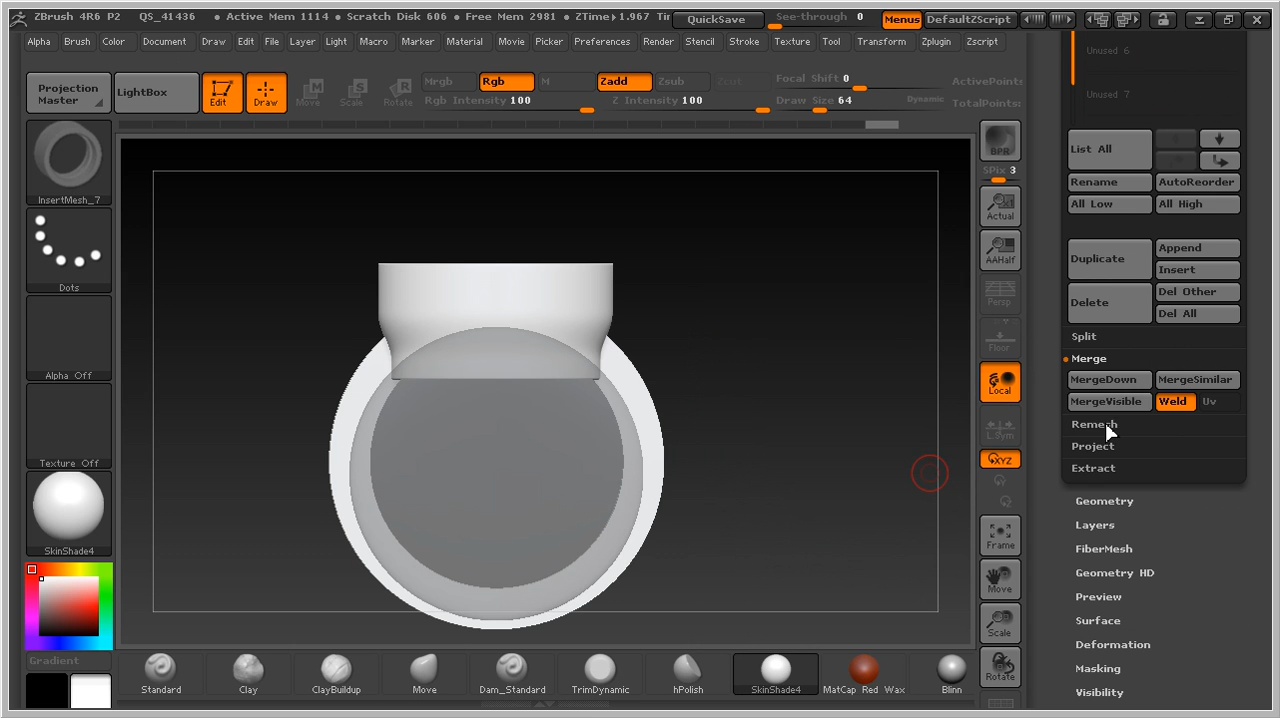 ZBrush 4R6 P2 QS_41436 • Active Mem 1114 • Scratch Disk 606 • Free Mem 2981 • ZTime▸1.967 Tir QuickSave See-through 0 Menus DefaultZScript
Alpha Brush Color Document Draw Edit File Layer Light Macro Marker Material Movie Picker Preferences Render Stencil Stroke Texture Tool Transform Zplugin Zscript
Unused 6
Projection Master
LightBox
Edit
Draw
Move
Scale
Rotate
Mrgb
Rgb
M
Zadd
Zsub
Zcut
Focal Shift 0
ActivePoints
Rgb Intensity 100
Z Intensity 100
Draw Size 64
Dynamic
TotalPoints:
Unused 7
InsertMesh_7
Dots
Alpha Off
Texture Off
SkinShade4
Gradient
BPR
SPix 3
Actual
AAHalf
Persp
Floor
Local
L.Sym
XYZ
Frame
Move
Scale
Rotate
List All
Rename
AutoReorder
All Low
All High
Duplicate
Append
Insert
Delete
Del Other
Del All
Split
Merge
MergeDown
MergeSimilar
MergeVisible
Weld
Uv
Remesh
Project
Extract
Geometry
Layers
FiberMesh
Geometry HD
Preview
Surface
Deformation
Masking
Visibility
Standard
Clay
ClayBuildup
Move
Dam_Standard
TrimDynamic
hPolish
SkinShade4
MatCap Red Wax
Blinn